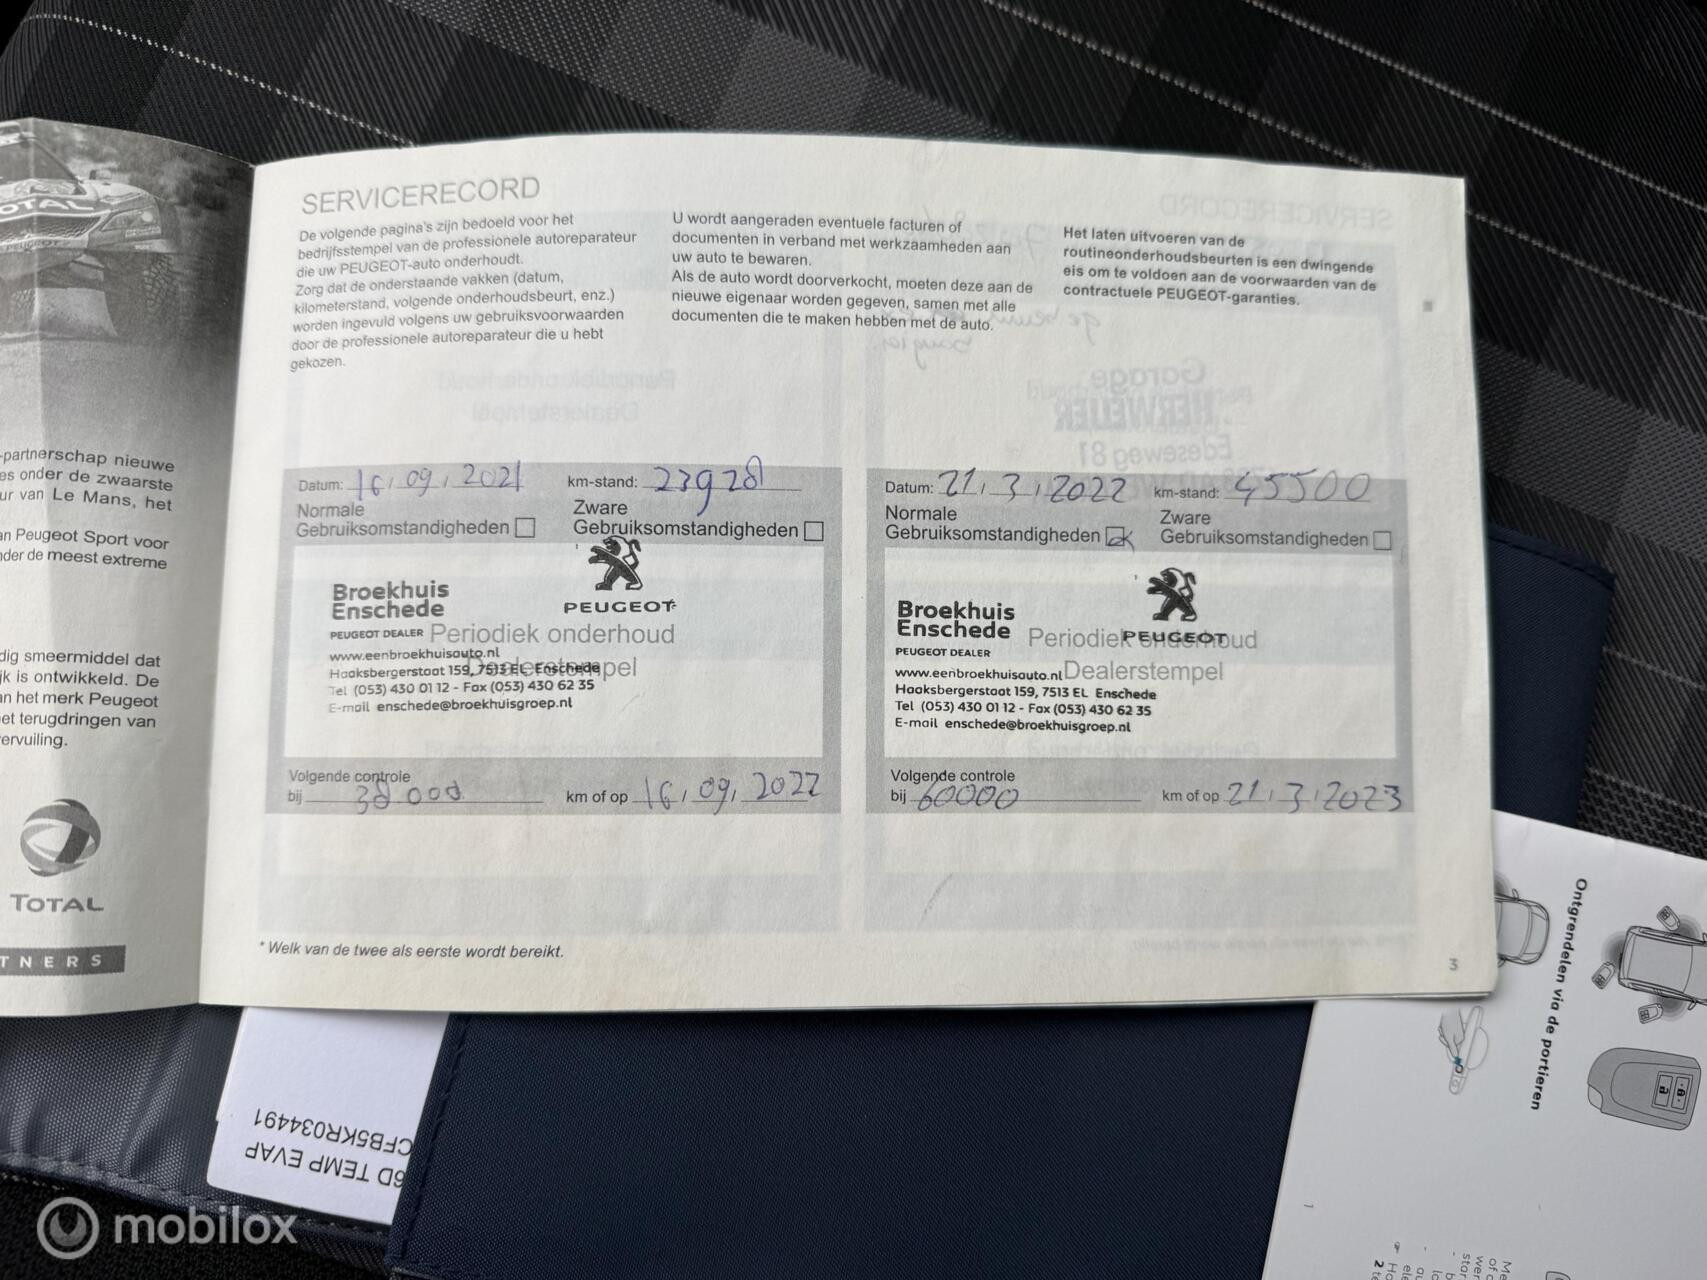 SERVICERECORD
De volgende pagina's zijn bedoeld voor het
bedrijfsstempel van de professionele autoreparateur
die uw PEUGEOT-auto onderhoudt.
Zorg dat de onderstaande vakken (datum,
kilometerstand, volgende onderhoudsbeurt, enz.)
worden ingevuld volgens uw gebruiksvoorwaarden
door de professionele autoreparateur die u hebt
gekozen.
U wordt aangeraden eventuele facturen of
documenten in verband met werkzaamheden aan
uw auto te bewaren.
Als de auto wordt doorverkocht, moeten deze aan de
nieuwe eigenaar worden gegeven, samen met alle
documenten die te maken hebben met de auto.
Het laten uitvoeren van de
routineonderhoudsbeurten is een dwingende
eis om te voldoen aan de voorwaarden van de
contractuele PEUGEOT-garanties.
Datum: 16, 09, 2021 km-stand: 23928
Normale
Gebruiksomstandigheden
Zware
Gebruiksomstandigheden
Broekhuis
Enschede
PEUGEOT
PEUGEOT DEALER Periodiek onderhoud
www.eenbroekhuisauto.nl
Dealerstempel
Haaksbergerstaat 159, 7513 EL Enschede
Tel (053) 430 01 12 - Fax (053) 430 62 35
E-mail enschede@broekhuisgroep.nl
Volgende controle
bij 38000 km of op 16, 09, 2022
Datum: 21, 3, 2022 km-stand: 45500
Normale
Gebruiksomstandigheden
Zware
Gebruiksomstandigheden
Broekhuis
Enschede
Periodiek onderhoud
PEUGEOT
PEUGEOT DEALER
www.eenbroekhuisauto.nl Dealerstempel
Haaksbergerstaat 159, 7513 EL Enschede
Tel (053) 430 01 12 - Fax (053) 430 62 35
E-mail enschede@broekhuisgroep.nl
Volgende controle
bij 60000 km of op 21, 3, 2023
* Welk van de twee als eerste wordt bereikt.
3
-partnerschap nieuwe
es onder de zwaarste
ur van Le Mans, het
an Peugeot Sport voor
nder de meest extreme
dig smeermiddel dat
jk is ontwikkeld. De
an het merk Peugeot
et terugdringen van
ervuiling.
TOTAL
TNERS
6D TEMP EVAP
CFB5KR034491
Ontgrendelen via de portieren
1
mobilox